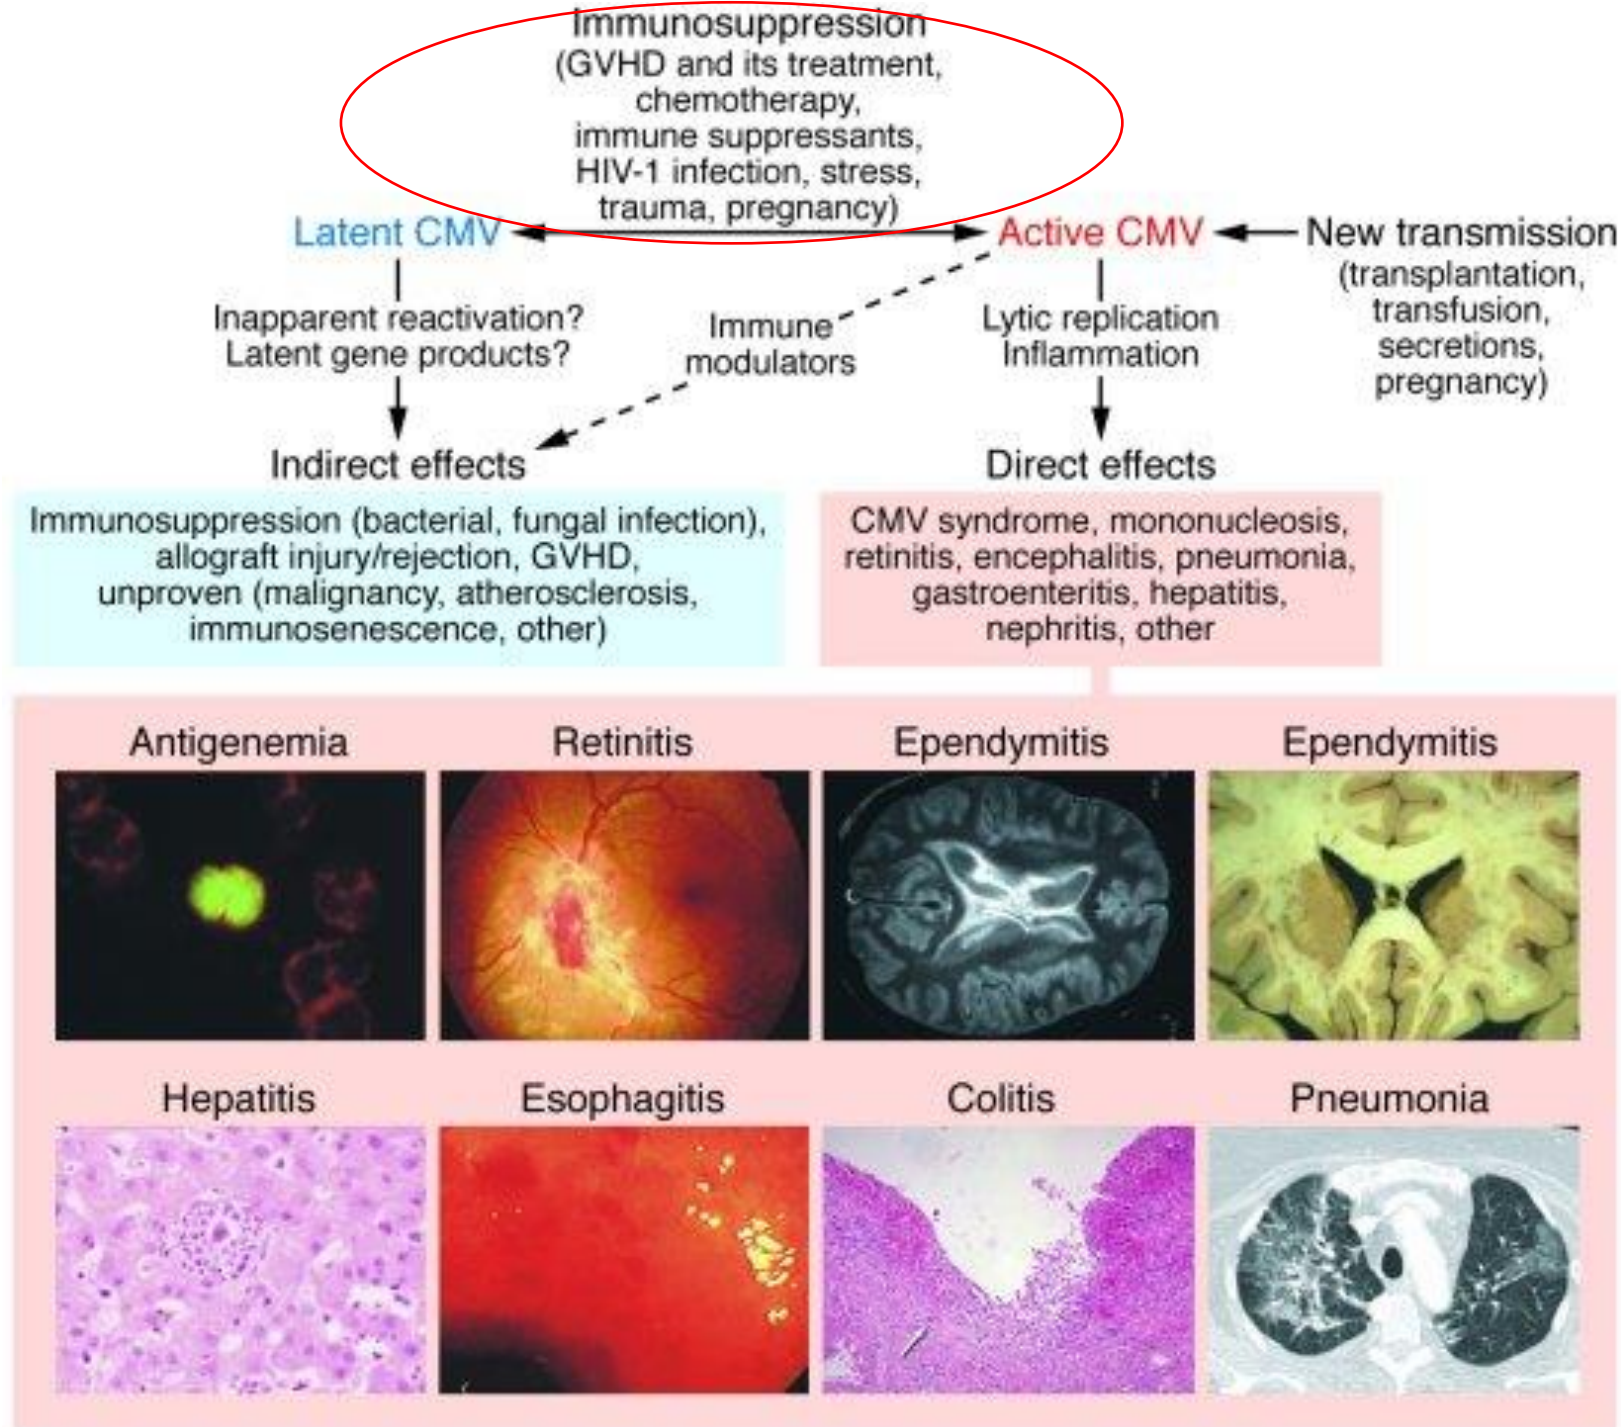 Immunosuppression
(GVHD and its treatment,
chemotherapy,
immune suppressants,
HIV-1 infection, stress,
trauma, pregnancy)
Latent CMV
Active CMV
New transmission
(transplantation,
transfusion,
secretions,
pregnancy)
Inapparent reactivation?
Latent gene products?
Immune
modulators
Lytic replication
Inflammation
Indirect effects
Direct effects
Immunosuppression (bacterial, fungal infection),
allograft injury/rejection, GVHD,
unproven (malignancy, atherosclerosis,
immunosenescence, other)
CMV syndrome, mononucleosis,
retinitis, encephalitis, pneumonia,
gastroenteritis, hepatitis,
nephritis, other
Antigenemia
Retinitis
Ependymitis
Ependymitis
Hepatitis
Esophagitis
Colitis
Pneumonia